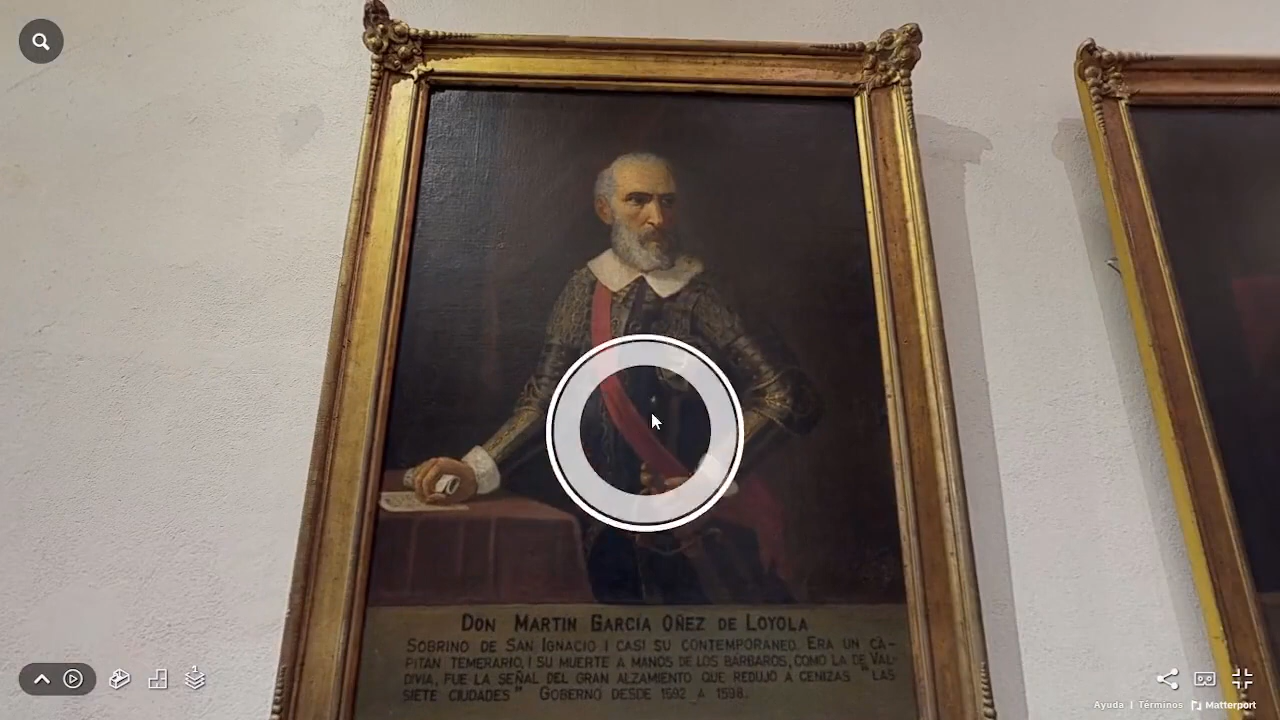 DON MARTIN GARCIA OÑEZ DE LOYOLA
SOBRINO DE SAN IGNACIO I CASI SU CONTEMPORANEO. ERA UN CA-
PITAN TEMERARIO, I SU MUERTE A MANOS DE LOS BARBAROS, COMO LA DE VAL-
DIVIA, FUE LA SEÑAL DEL GRAN ALZAMIENTO QUE REDUJO A CENIZAS "LAS
SIETE CIUDADES" GOBERNO DESDE 1592 A 1598.
1
Ayuda | Términos Matterport